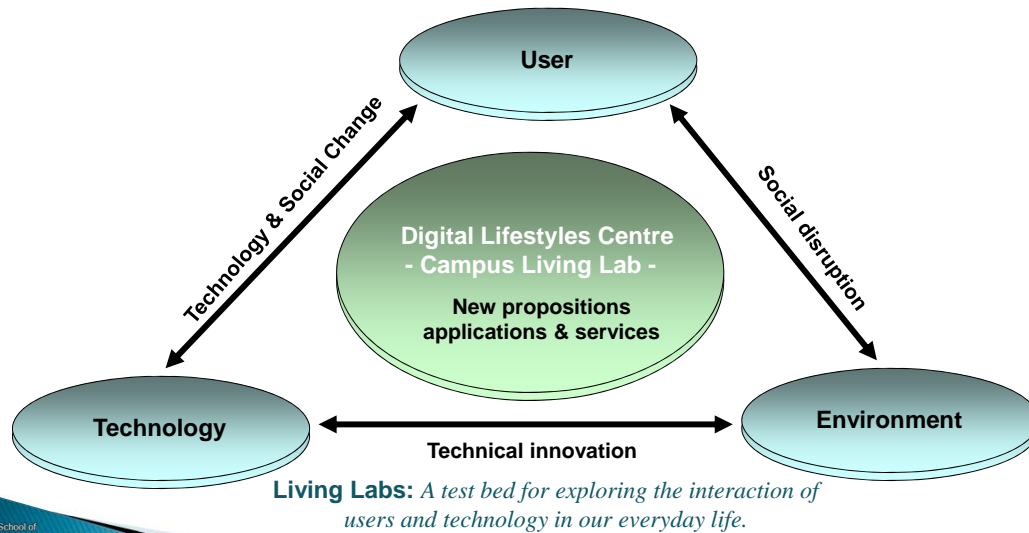 User
Technology & Social Change
Social disruption
Digital Lifestyles Centre
- Campus Living Lab -
New propositions
applications & services
Technology
Environment
Technical innovation
Living Labs: A test bed for exploring the interaction of
users and technology in our everyday life.
School of